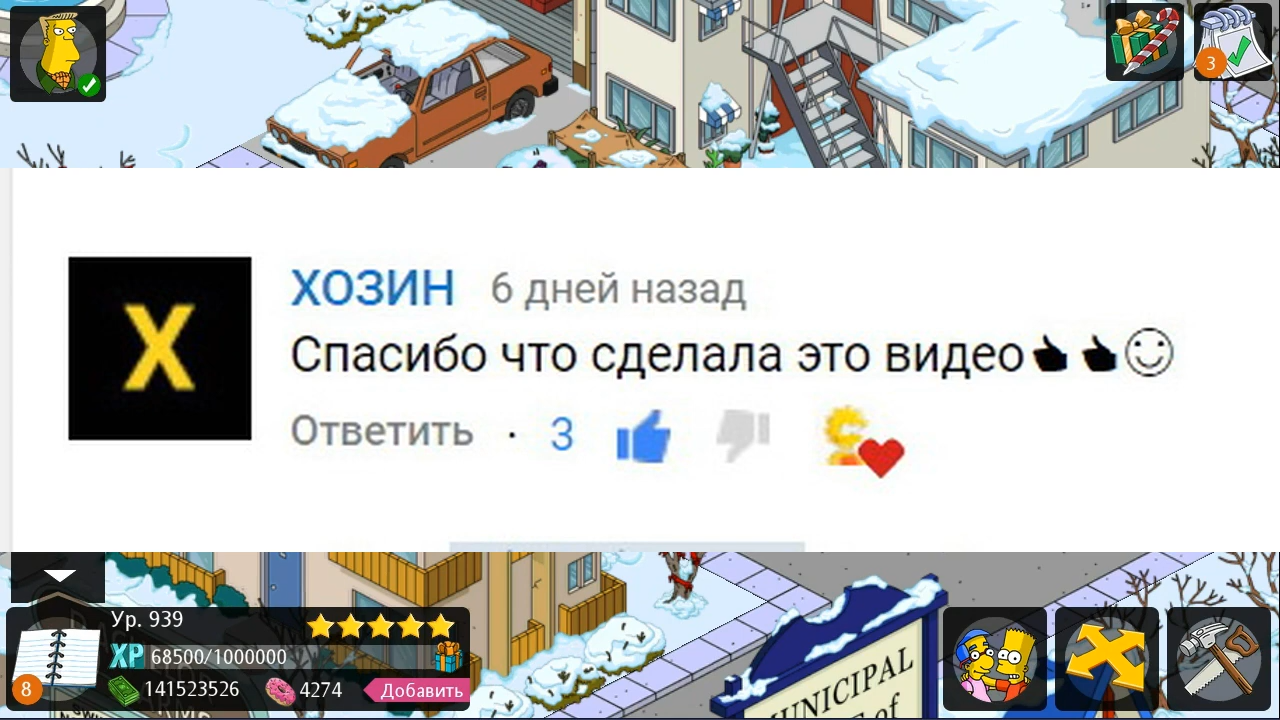 3
X
ХОЗИН 6 дней назад
Спасибо что сделала это видео
Ответить · 3
Ур. 939
XP 68500/1000000
8
141523526
4274
Добавить
MUNICIPAL
of